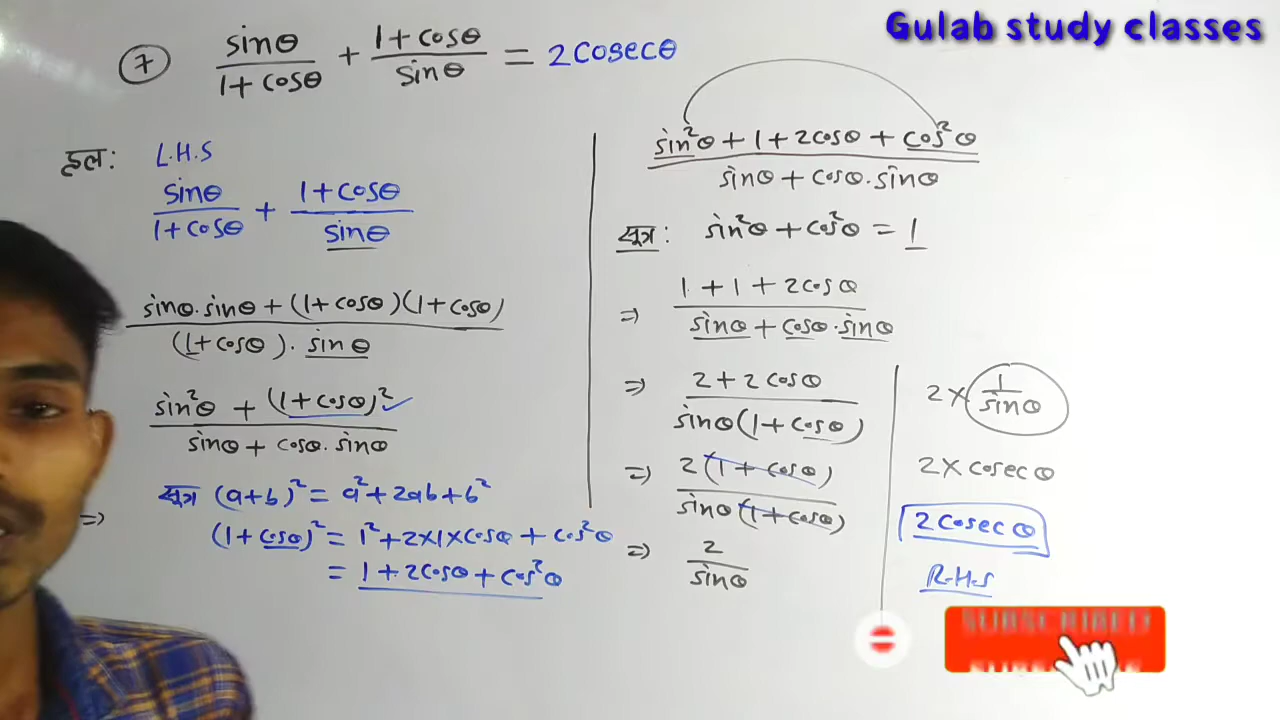 Gulab study classes
7 sinθ/1+cosθ + 1+cosθ/sinθ = 2cosecθ
हल: L.H.S
sinθ/1+cosθ + 1+cosθ/sinθ
sinθ.sinθ+(1+cosθ)(1+cosθ)/(1+cosθ).sinθ
sin²θ + (1+cosθ)²/sinθ+cosθ.sinθ
सूत्र (a+b)² = a²+2ab+b²
⇒ (1+cosθ)² = 1²+2×1×cosθ+cos²θ
= 1+2cosθ+cos²θ
sin²θ+1+2cosθ+cos²θ/sinθ+cosθ.sinθ
सूत्र: sin²θ+cos²θ = 1
⇒ 1+1+2cosθ/sinθ+cosθ.sinθ
⇒ 2+2cosθ/sinθ(1+cosθ)
⇒ 2(1+cosθ)/sinθ(1+cosθ)
⇒ 2/sinθ
2×1/sinθ
2×cosecθ
2cosecθ
R.H.S
SUBSCRIBED